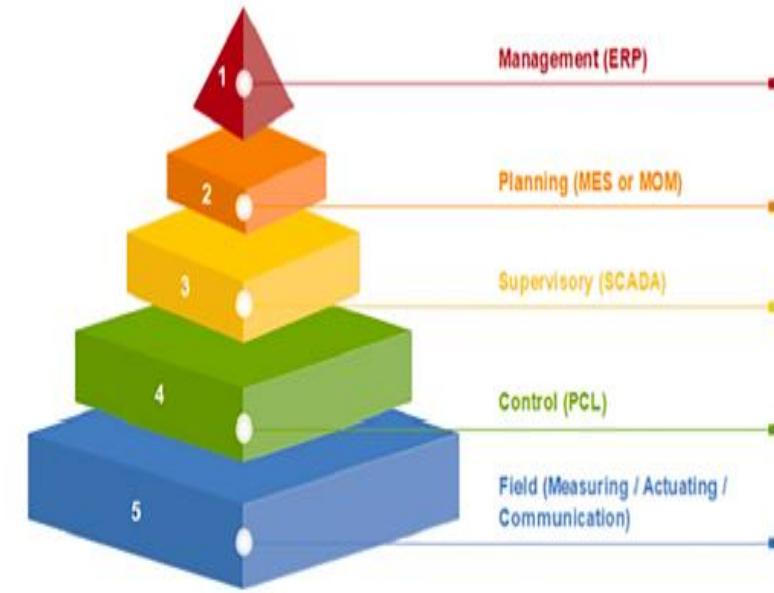 1
Management (ERP)
2
Planning (MES or MOM)
3
Supervisory (SCADA)
4
Control (PCL)
5
Field (Measuring / Actuating /
Communication)